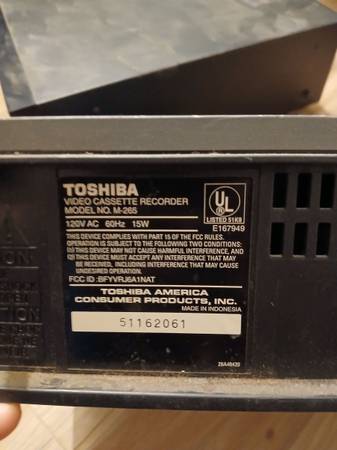 TOSHIBA
VIDEO CASSETTE RECORDER
MODEL NO. M-265
120V AC 60Hz 15W
UL
LISTED 51K8
E167949
THIS DEVICE COMPLIES WITH PART 15 OF THE FCC RULES.
OPERATION IS SUBJECT TO THE FOLLOWING TWO CONDITIONS:
(1) THIS DEVICE MAY NOT CAUSE HARMFUL INTERFERENCE, AND
(2) THIS DEVICE MUST ACCEPT ANY INTERFERENCE THAT MAY
BE RECEIVED, INCLUDING INTERFERENCE THAT MAY CAUSE
UNDESIRED OPERATION.
FCC ID : BFYVRJ6A1NAT
TOSHIBA AMERICA
CONSUMER PRODUCTS, INC.
MADE IN INDONESIA
51162061